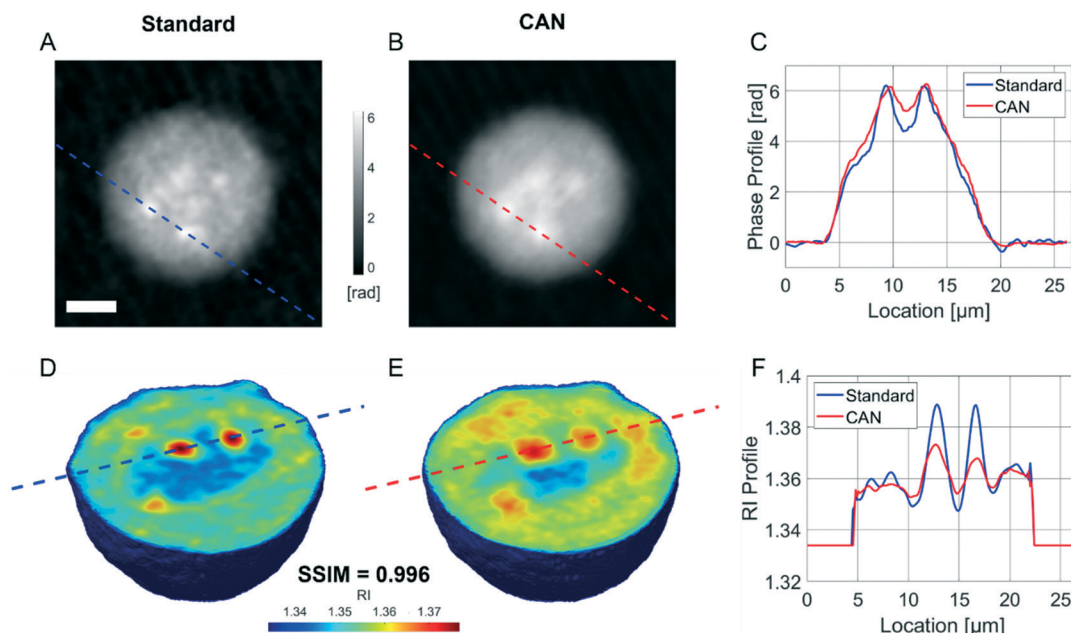 Standard
CAN
A
B
C
6
4
2
0
[rad]
Phase Profile [rad]
6
4
2
0
Standard
CAN
0 5 10 15 20 25
Location [µm]
D
E
F
SSIM = 0.996
RI
1.34 1.35 1.36 1.37
RI Profile
1.4
1.38
1.36
1.34
1.32
Standard
CAN
0 5 10 15 20 25
Location [µm]